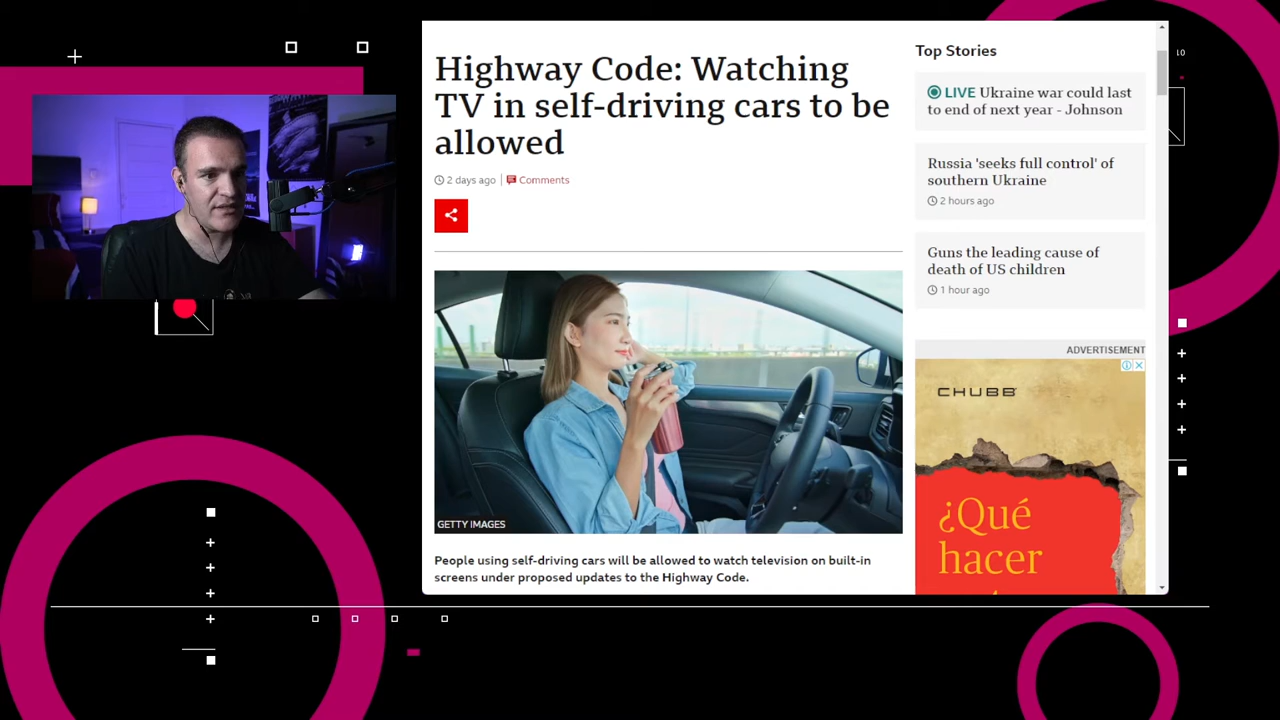 Highway Code: Watching
TV in self-driving cars to be
allowed
2 days ago
Comments
GETTY IMAGES
People using self-driving cars will be allowed to watch television on built-in
screens under proposed updates to the Highway Code.
Top Stories
LIVE Ukraine war could last
to end of next year - Johnson
Russia 'seeks full control' of
southern Ukraine
2 hours ago
Guns the leading cause of
death of US children
1 hour ago
ADVERTISEMENT
CHUBB
¿Qué
hacer
10